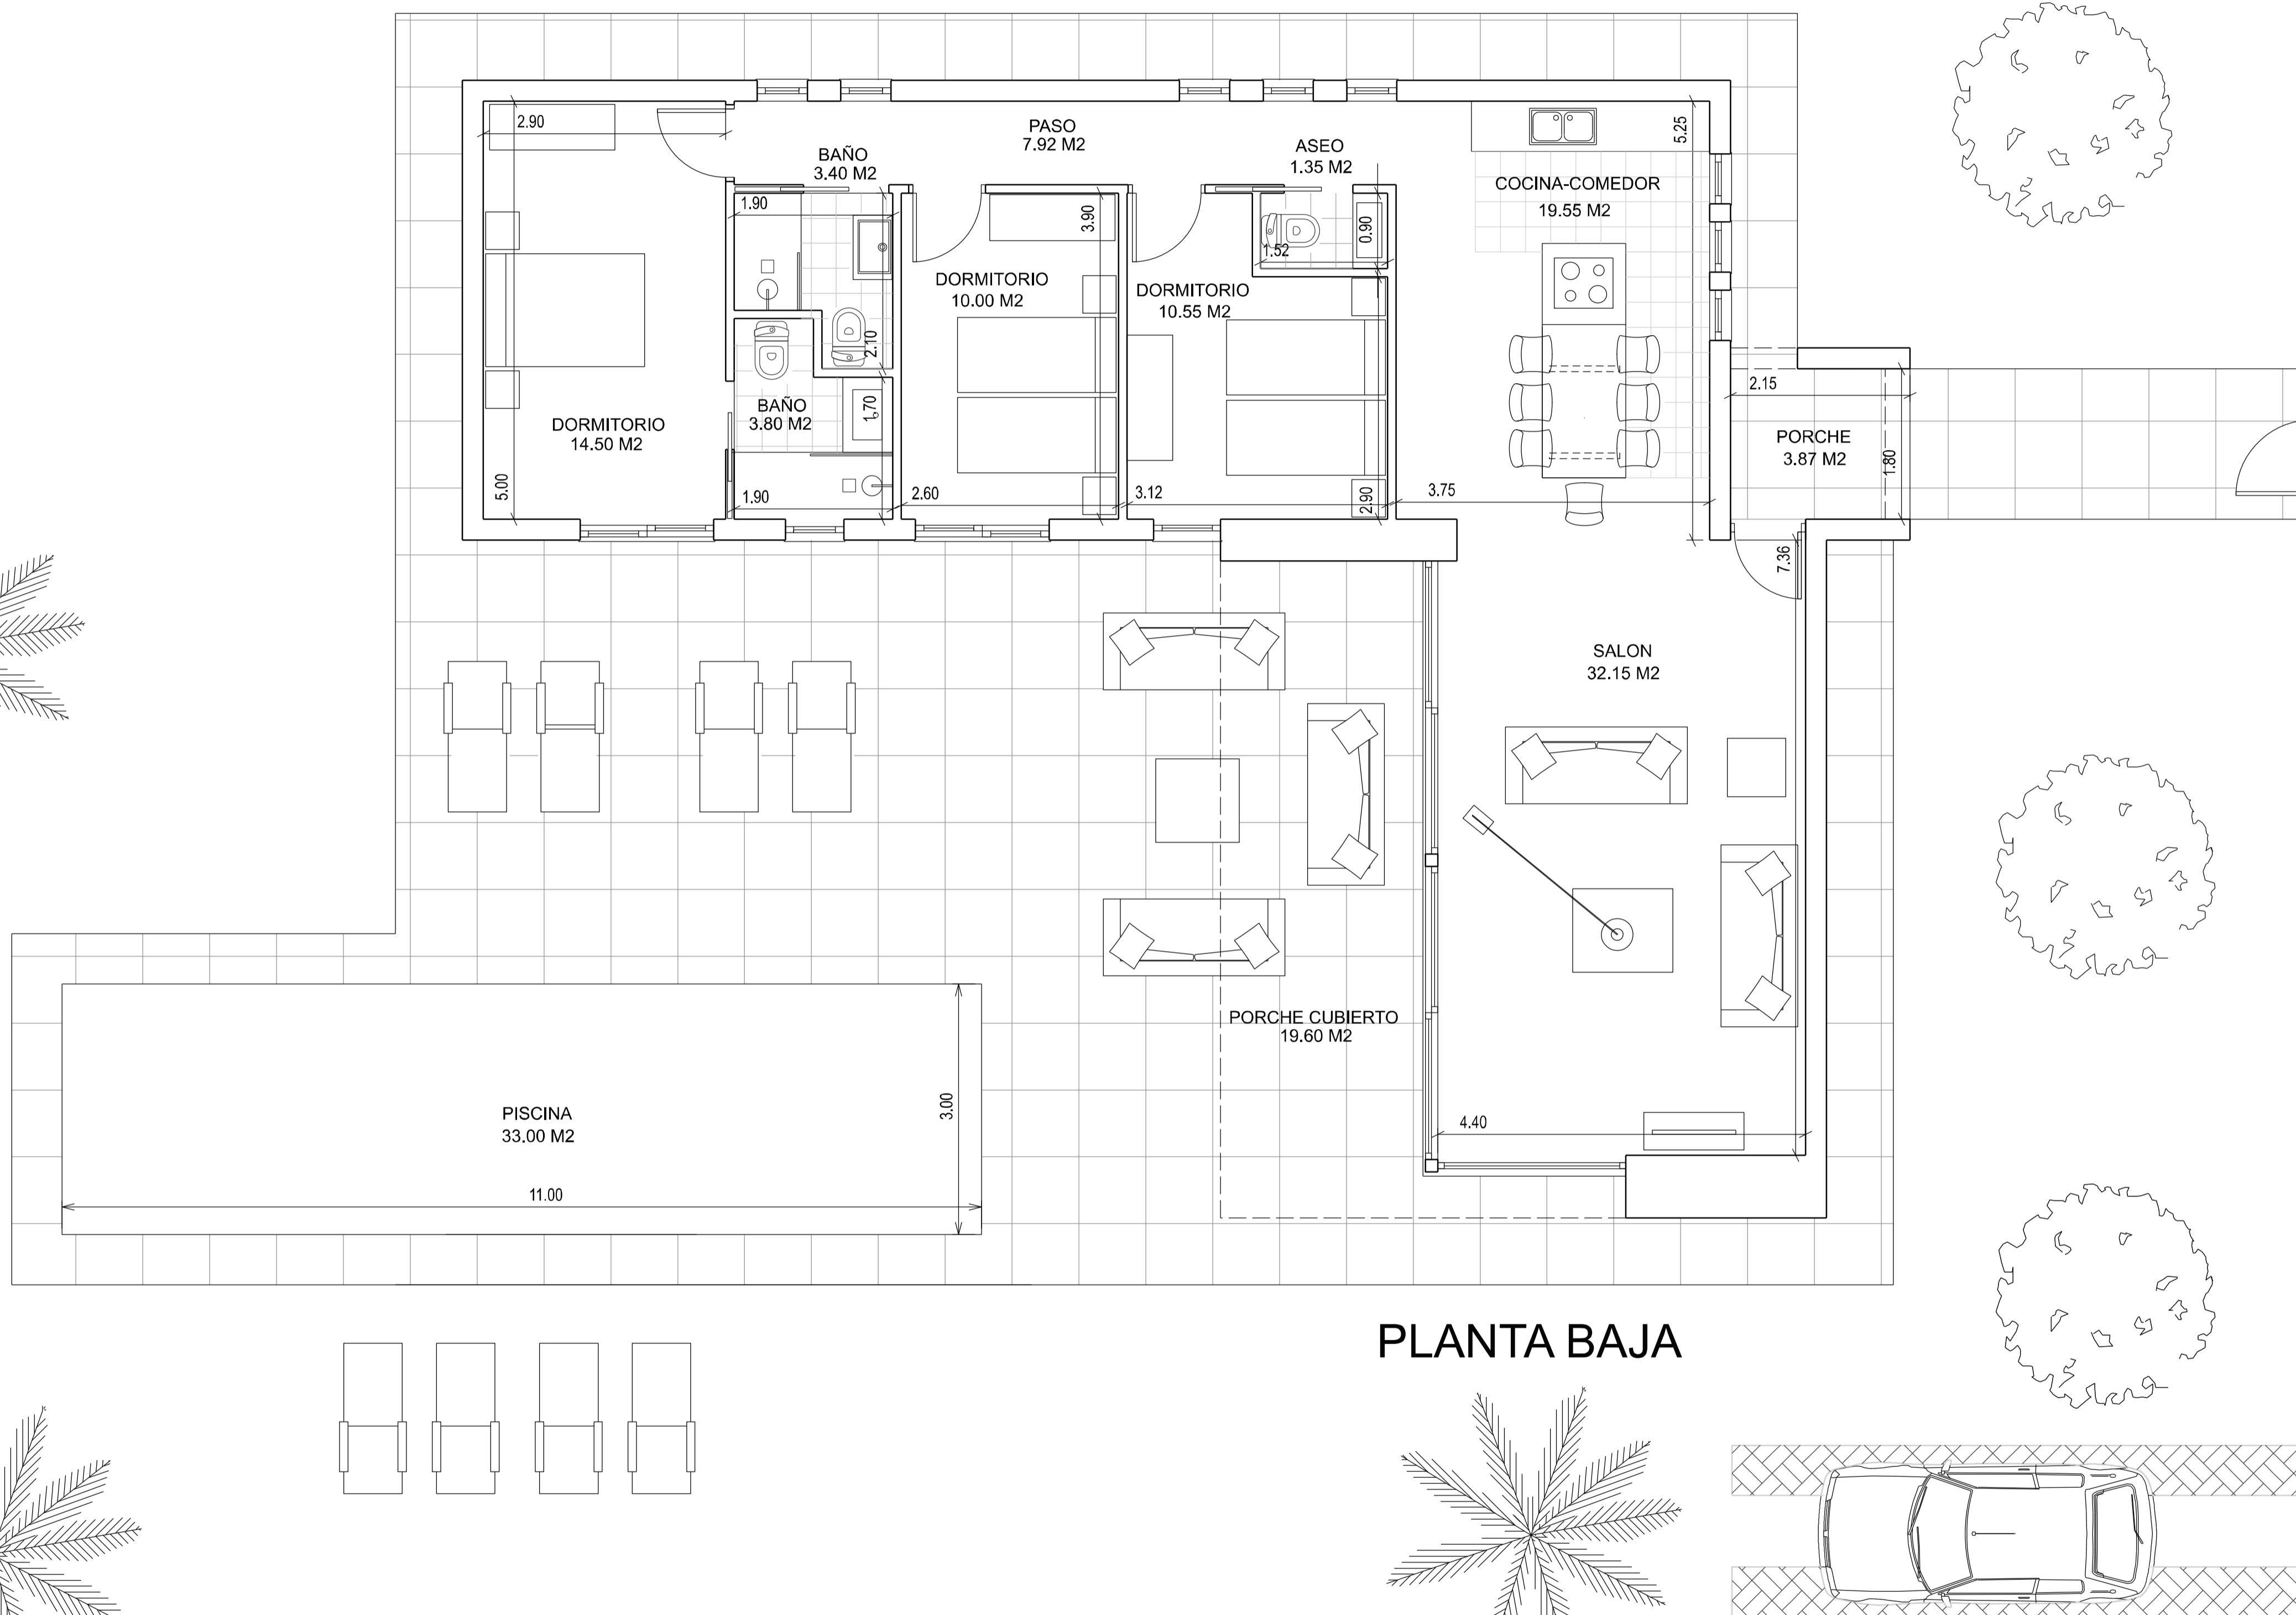 2.90
PASO
7.92 M2
5.25
BAÑO
3.40 M2
ASEO
1.35 M2
COCINA-COMEDOR
19.55 M2
1.90
3.90
0.90
1.52
DORMITORIO
10.00 M2
DORMITORIO
10.55 M2
2.10
2.15
BAÑO
3.80 M2
1.70
DORMITORIO
14.50 M2
PORCHE
3.87 M2
1.80
5.00
1.90
2.60
3.12
2.90
3.75
7.36
SALON
32.15 M2
PORCHE CUBIERTO
19.60 M2
PISCINA
33.00 M2
3.00
4.40
11.00
PLANTA BAJA